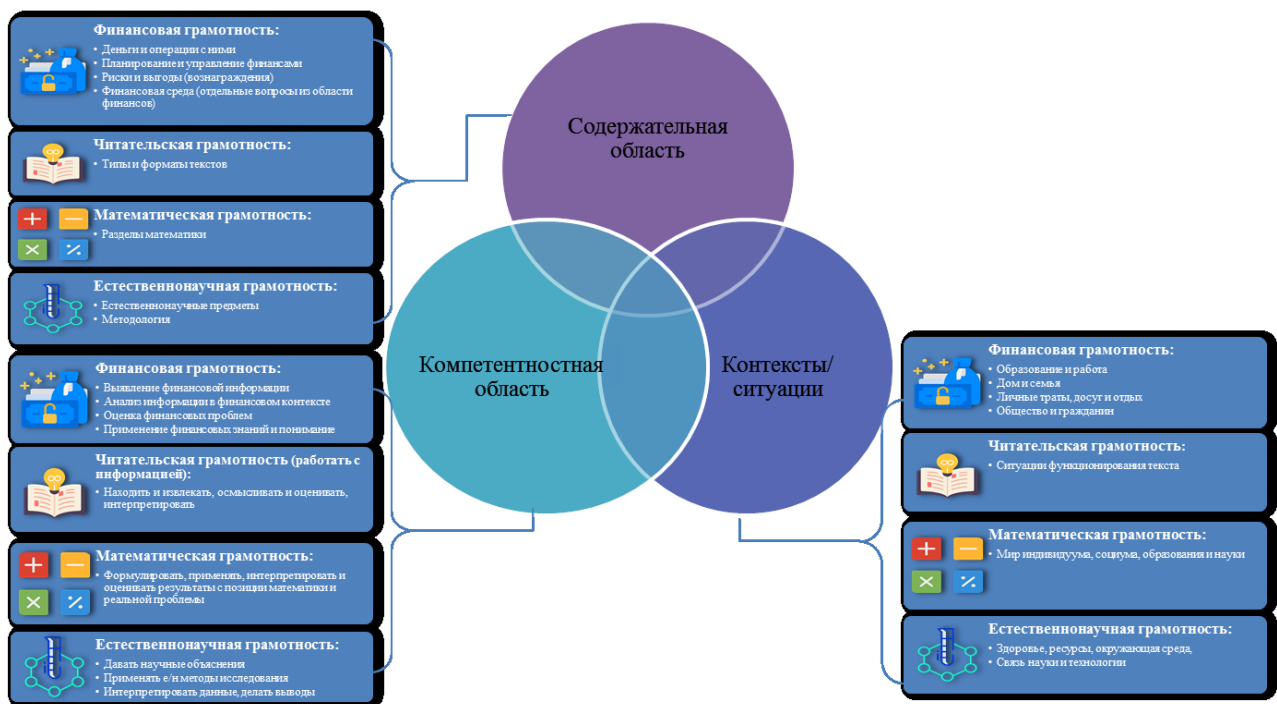 Финансовая грамотность:
• Деньги и операции с ними
• Планирование и управление финансами
• Риски и выгоды (вознаграждения)
• Финансовая среда (отдельные вопросы из области
финансов)
Читательская грамотность:
• Типы и форматы текстов
Математическая грамотность:
• Разделы математики
Естественнонаучная грамотность:
• Естественнонаучные предметы
• Методология
Финансовая грамотность:
• Выявление финансовой информации
• Анализ информации в финансовом контексте
• Оценка финансовых проблем
• Применение финансовых знаний и понимание
Читательская грамотность (работать с
информацией):
• Находить и извлекать, осмысливать и оценивать,
интерпретировать
Математическая грамотность:
• Формулировать, применять, интерпретировать и
оценивать результаты с позиции математики и
реальной проблемы
Естественнонаучная грамотность:
• Давать научные объяснения
• Применять е/н методы исследования
• Интерпретировать данные, делать выводы
Содержательная
область
Компетентностная
область
Контексты/
ситуации
Финансовая грамотность:
• Образование и работа
• Дом и семья
• Личные траты, досуг и отдых
• Общество и гражданин
Читательская грамотность:
• Ситуации функционирования текста
Математическая грамотность:
• Мир индивидуума, социума, образования и науки
Естественнонаучная грамотность:
• Здоровье, ресурсы, окружающая среда,
• Связь науки и технологии